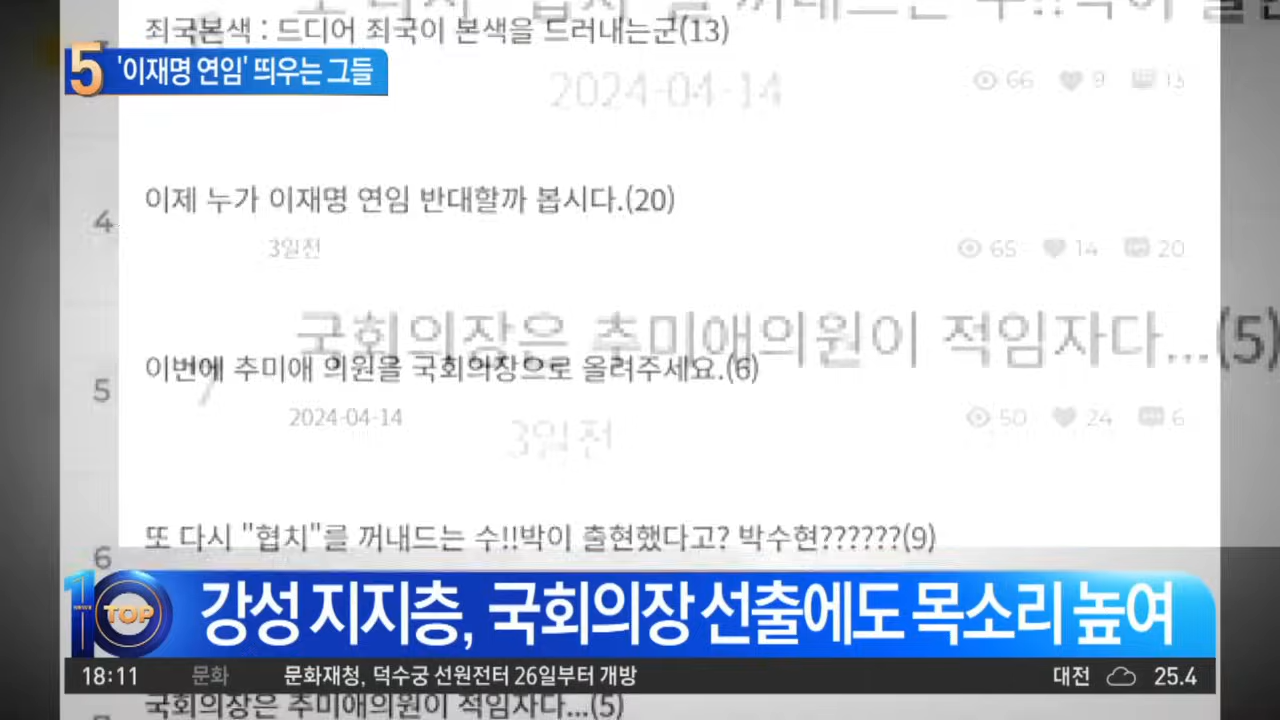 죄국본색 : 드디어 죄국이 본색을 드러내는군(13)
5 '이재명 연임' 띄우는 그들
2024-04-14
66 9 13
4 이제 누가 이재명 연임 반대할까 봅시다.(20)
3일전
65 14 20
국회의장은 추미애의원이 적임자다...(5)
5 이번에 추미애 의원을 국회의장으로 올려주세요.(6)
7
2024-04-14
50 24 6
3일전
6 또 다시 "협치"를 꺼내드는 수!!박이 출현했다고? 박수현??????(9)
TOP 10
강성 지지층, 국회의장 선출에도 목소리 높여
18:11 문화 문화재청, 덕수궁 선원전터 26일부터 개방 대전 25.4
국회의장은 추미애의원이 적임자다...(5)